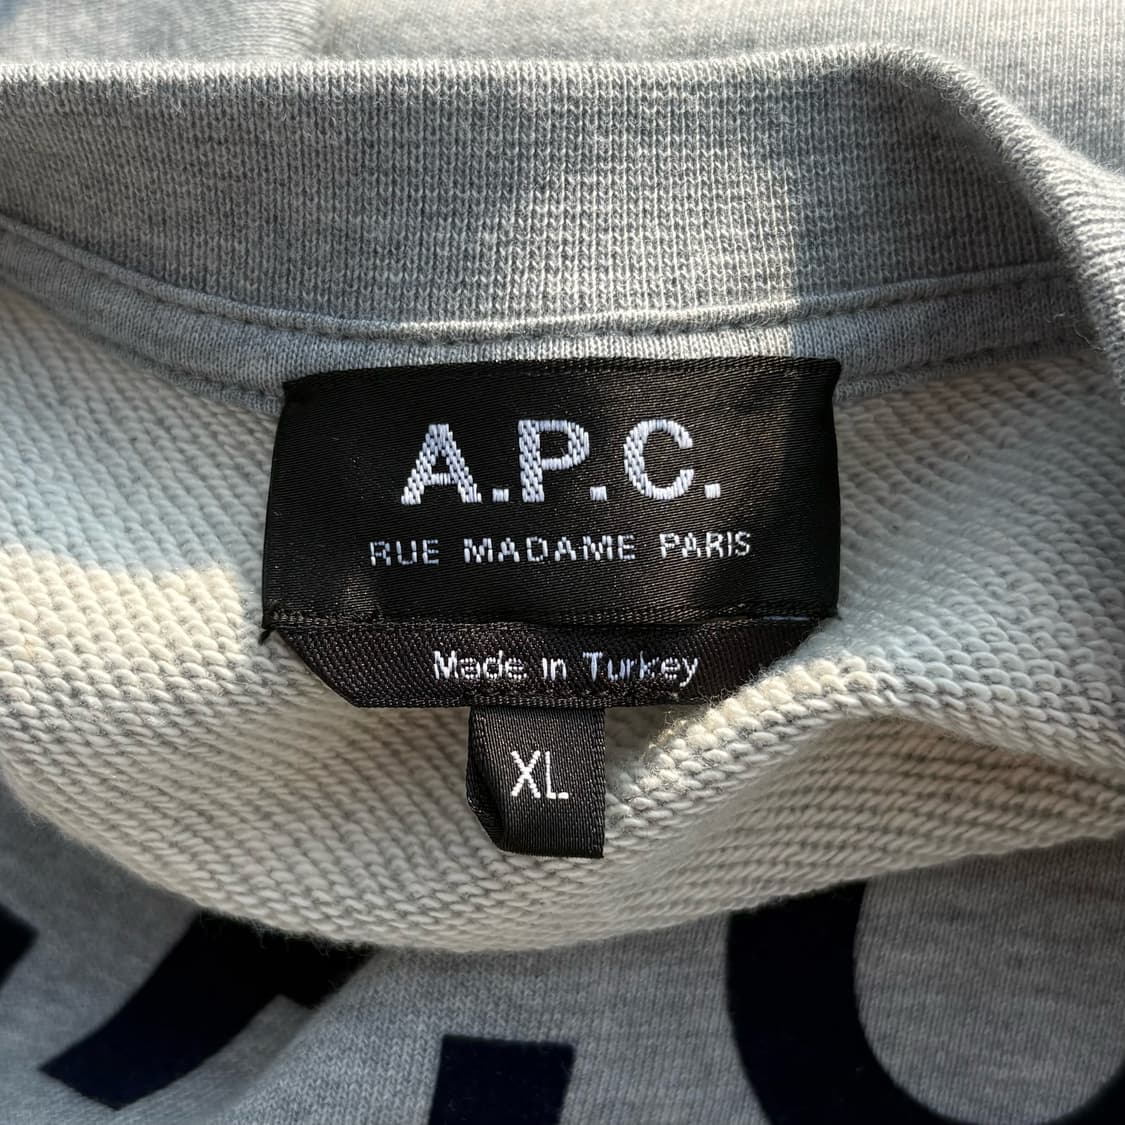 A.P.C.
RUE MADAME PARIS
Made in Turkey
XL